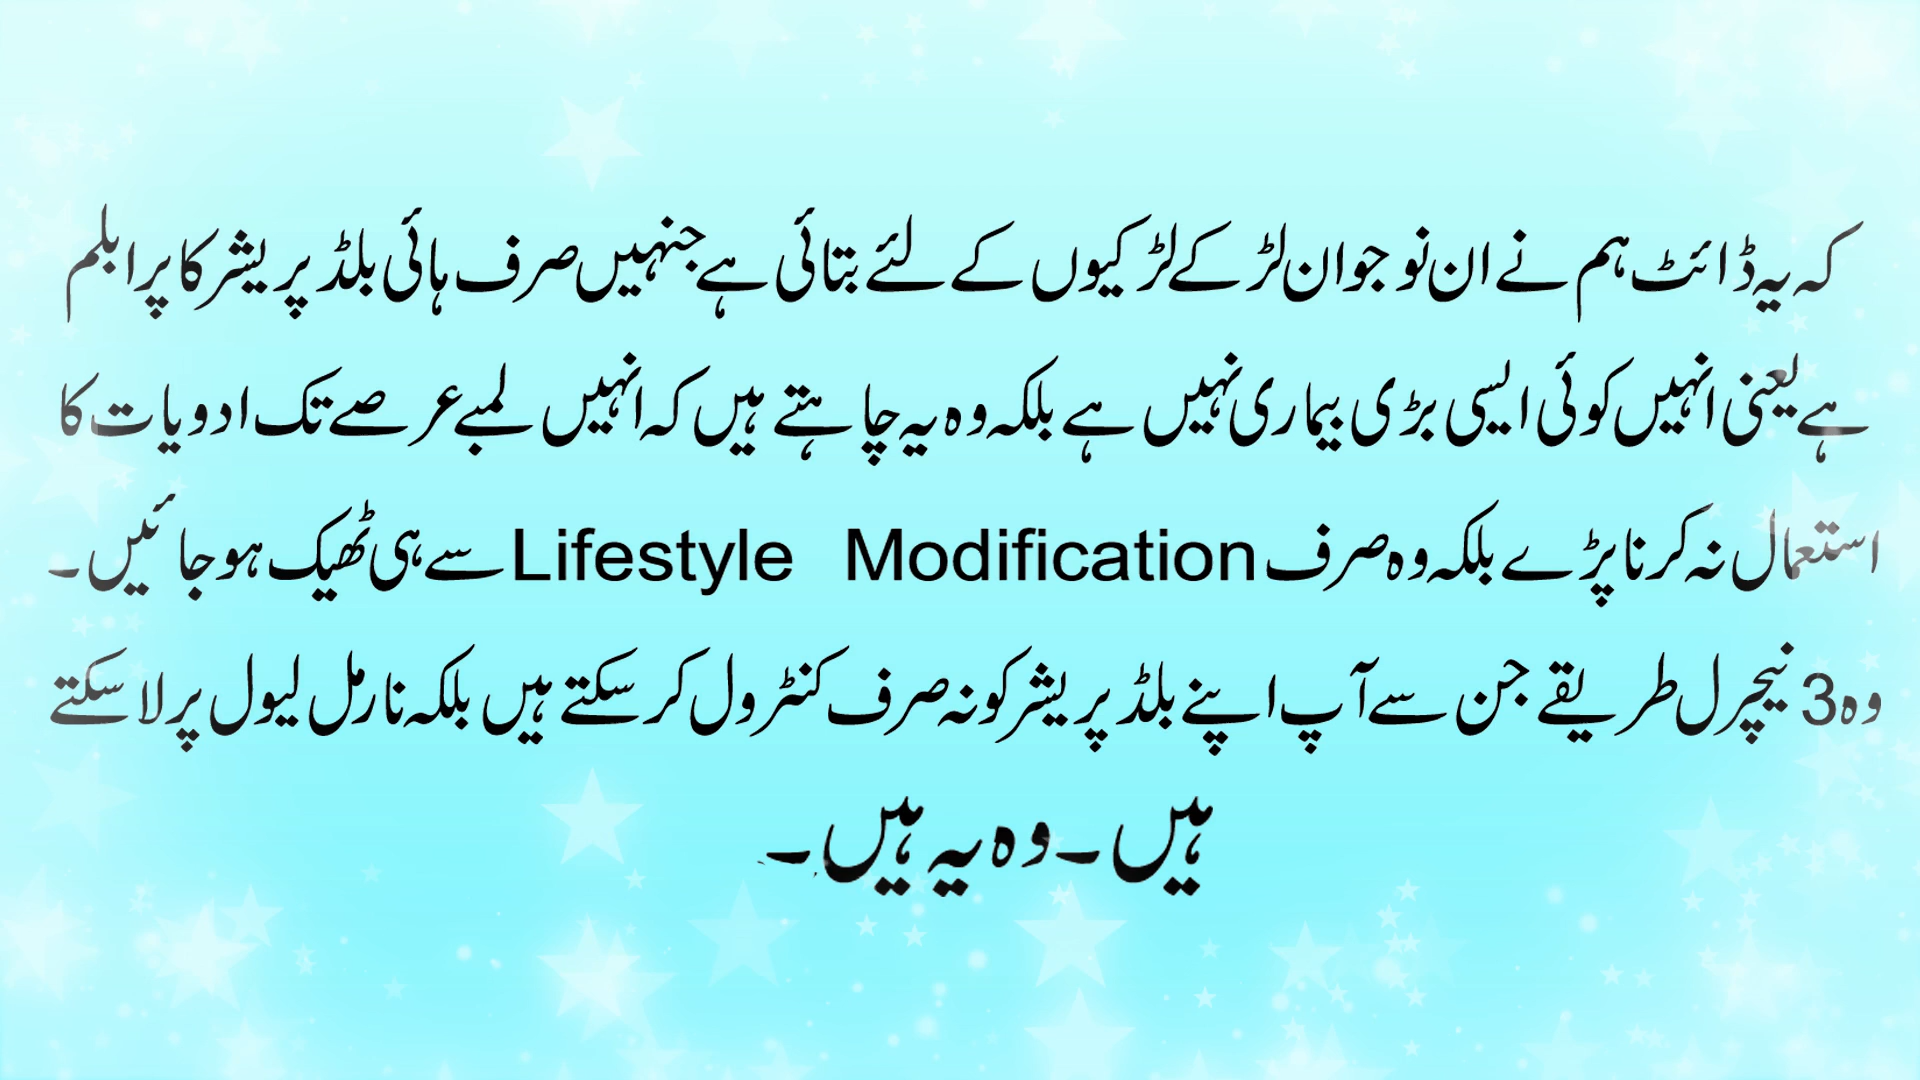 کہ یہ ڈائٹ ہم نے ان نوجوان لڑکے لڑکیوں کے لئے بتائی ہے جنہیں صرف ہائی بلڈ پریشر کا پرابلم
ہے یعنی انہیں کوئی ایسی بڑی بیماری نہیں ہے بلکہ وہ یہ چاہتے ہیں کہ انہیں لمبے عرصے تک ادویات کا
استعمال نہ کرنا پڑے بلکہ وہ صرف Lifestyle Modification سے ہی ٹھیک ہو جائیں۔
وہ 3 نیچرل طریقے جن سے آپ اپنے بلڈ پریشر کو نہ صرف کنٹرول کر سکتے ہیں بلکہ نارمل لیول پر لا سکتے
ہیں۔ وہ یہ ہیں۔